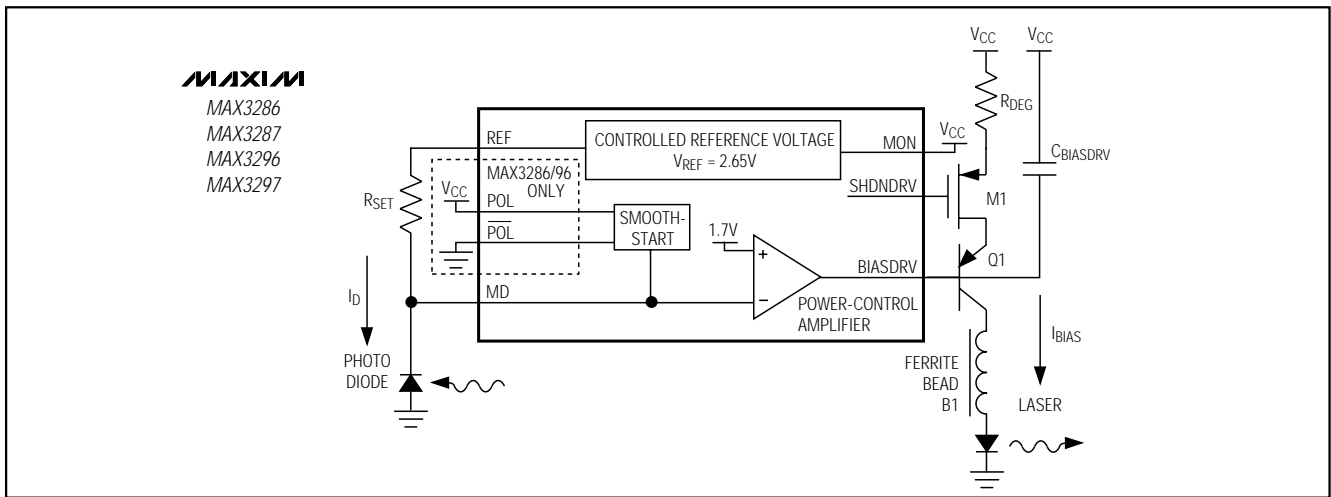 MAXIM
MAX3286
MAX3287
MAX3296
MAX3297
REF
CONTROLLED REFERENCE VOLTAGE
VREF = 2.65V
MON
VCC
VCC
VCC
RDEG
CBIASDRV
MAX3286/96
ONLY
VCC
POL
POL
RSET
SMOOTH-
START
SHDNDRV
M1
1.7V
+
−
Q1
BIASDRV
MD
POWER-CONTROL
AMPLIFIER
ID
PHOTO
DIODE
IBIAS
FERRITE
BEAD
B1
LASER